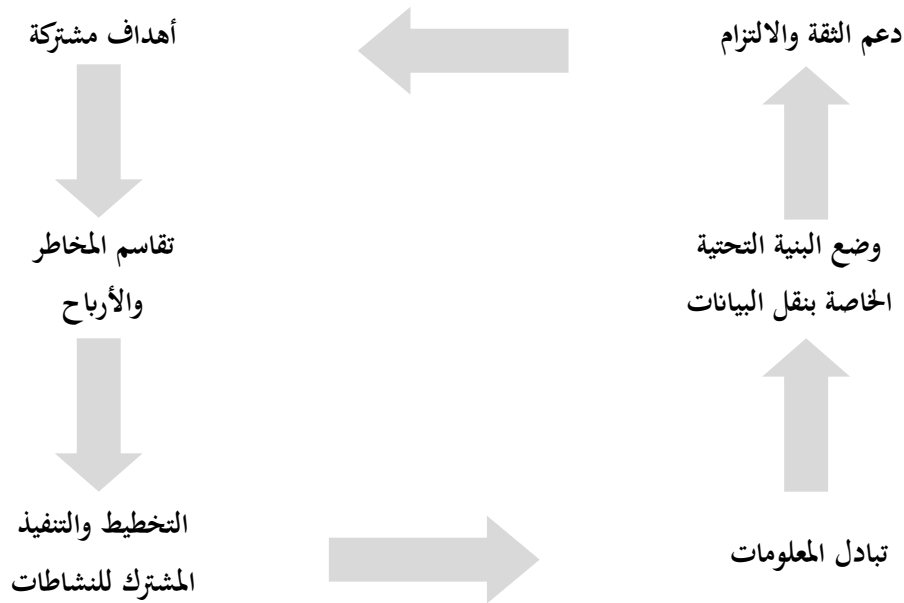 دعم الثقة والالتزام
أهداف مشتركة
وضع البنية التحتية
الخاصة بنقل البيانات
تقاسم المخاطر
والأرباح
تبادل المعلومات
التخطيط والتنفيذ
المشترك للنشاطات